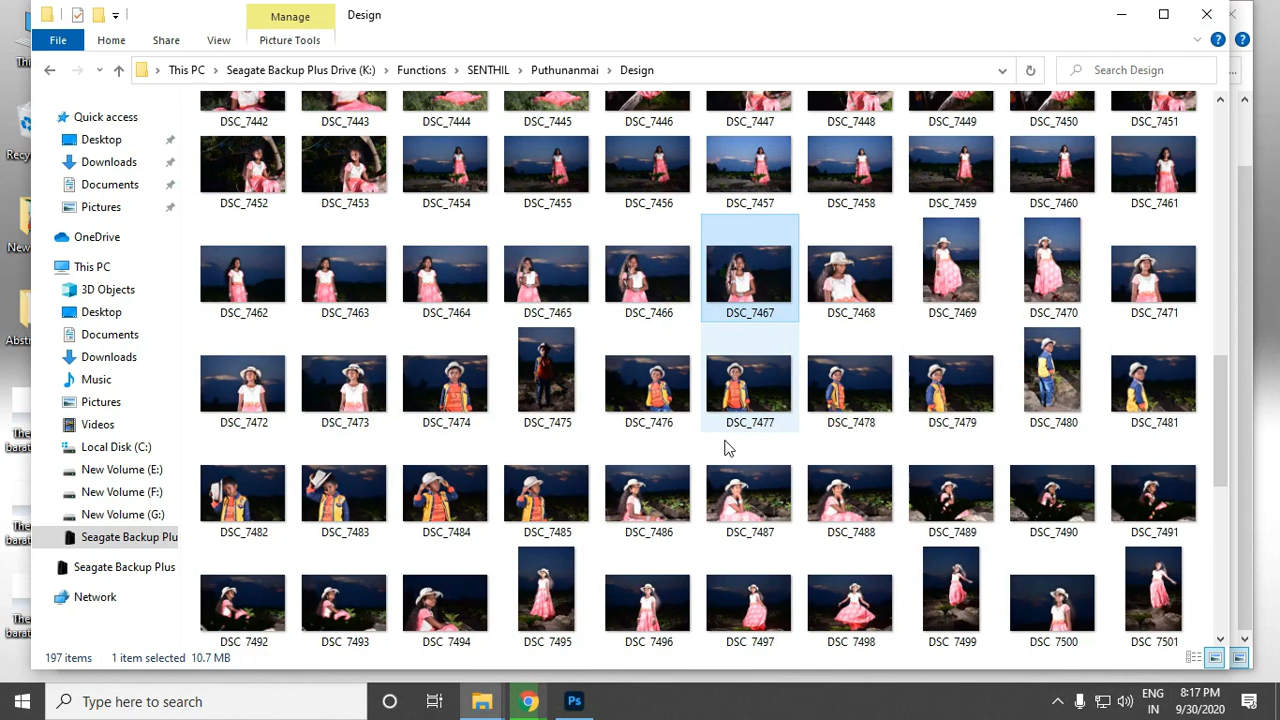 Manage
Design
File
Home
Share
View
Picture Tools
This PC
Seagate Backup Plus Drive (K:)
Functions
SENTHIL
Puthunanmai
Design
Search Design
Quick access
Desktop
Downloads
Documents
Pictures
OneDrive
This PC
3D Objects
Desktop
Documents
Downloads
Music
Pictures
Videos
Local Disk (C:)
New Volume (E:)
New Volume (F:)
New Volume (G:)
Seagate Backup Plu
Seagate Backup Plus
Network
DSC_7442 DSC_7443 DSC_7444 DSC_7445 DSC_7446 DSC_7447 DSC_7448 DSC_7449 DSC_7450 DSC_7451
DSC_7452 DSC_7453 DSC_7454 DSC_7455 DSC_7456 DSC_7457 DSC_7458 DSC_7459 DSC_7460 DSC_7461
DSC_7462 DSC_7463 DSC_7464 DSC_7465 DSC_7466 DSC_7467 DSC_7468 DSC_7469 DSC_7470 DSC_7471
DSC_7472 DSC_7473 DSC_7474 DSC_7475 DSC_7476 DSC_7477 DSC_7478 DSC_7479 DSC_7480 DSC_7481
DSC_7482 DSC_7483 DSC_7484 DSC_7485 DSC_7486 DSC_7487 DSC_7488 DSC_7489 DSC_7490 DSC_7491
DSC_7492 DSC_7493 DSC_7494 DSC_7495 DSC_7496 DSC_7497 DSC_7498 DSC_7499 DSC_7500 DSC_7501
197 items
1 item selected 10.7 MB
Type here to search
Ps
ENG
IN
8:17 PM
9/30/2020